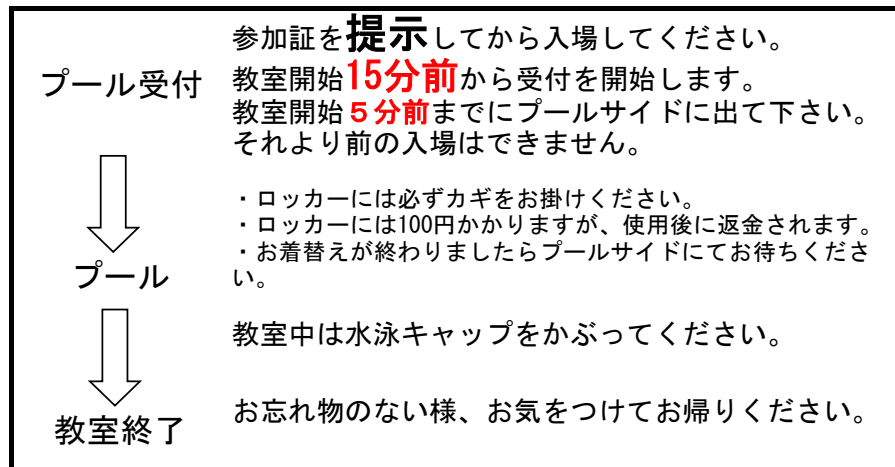 参加証を提示してから入場してください。
プール受付
教室開始15分前から受付を開始します。
教室開始５分前までにプールサイドに出て下さい。
それより前の入場はできません。
・ロッカーには必ずカギをお掛けください。
・ロッカーには100円かかりますが、使用後に返金されます。
・お着替えが終わりましたらプールサイドにてお待ちくださ
い。
プール
教室中は水泳キャップをかぶってください。
お忘れ物のない様、お気をつけてお帰りください。
教室終了